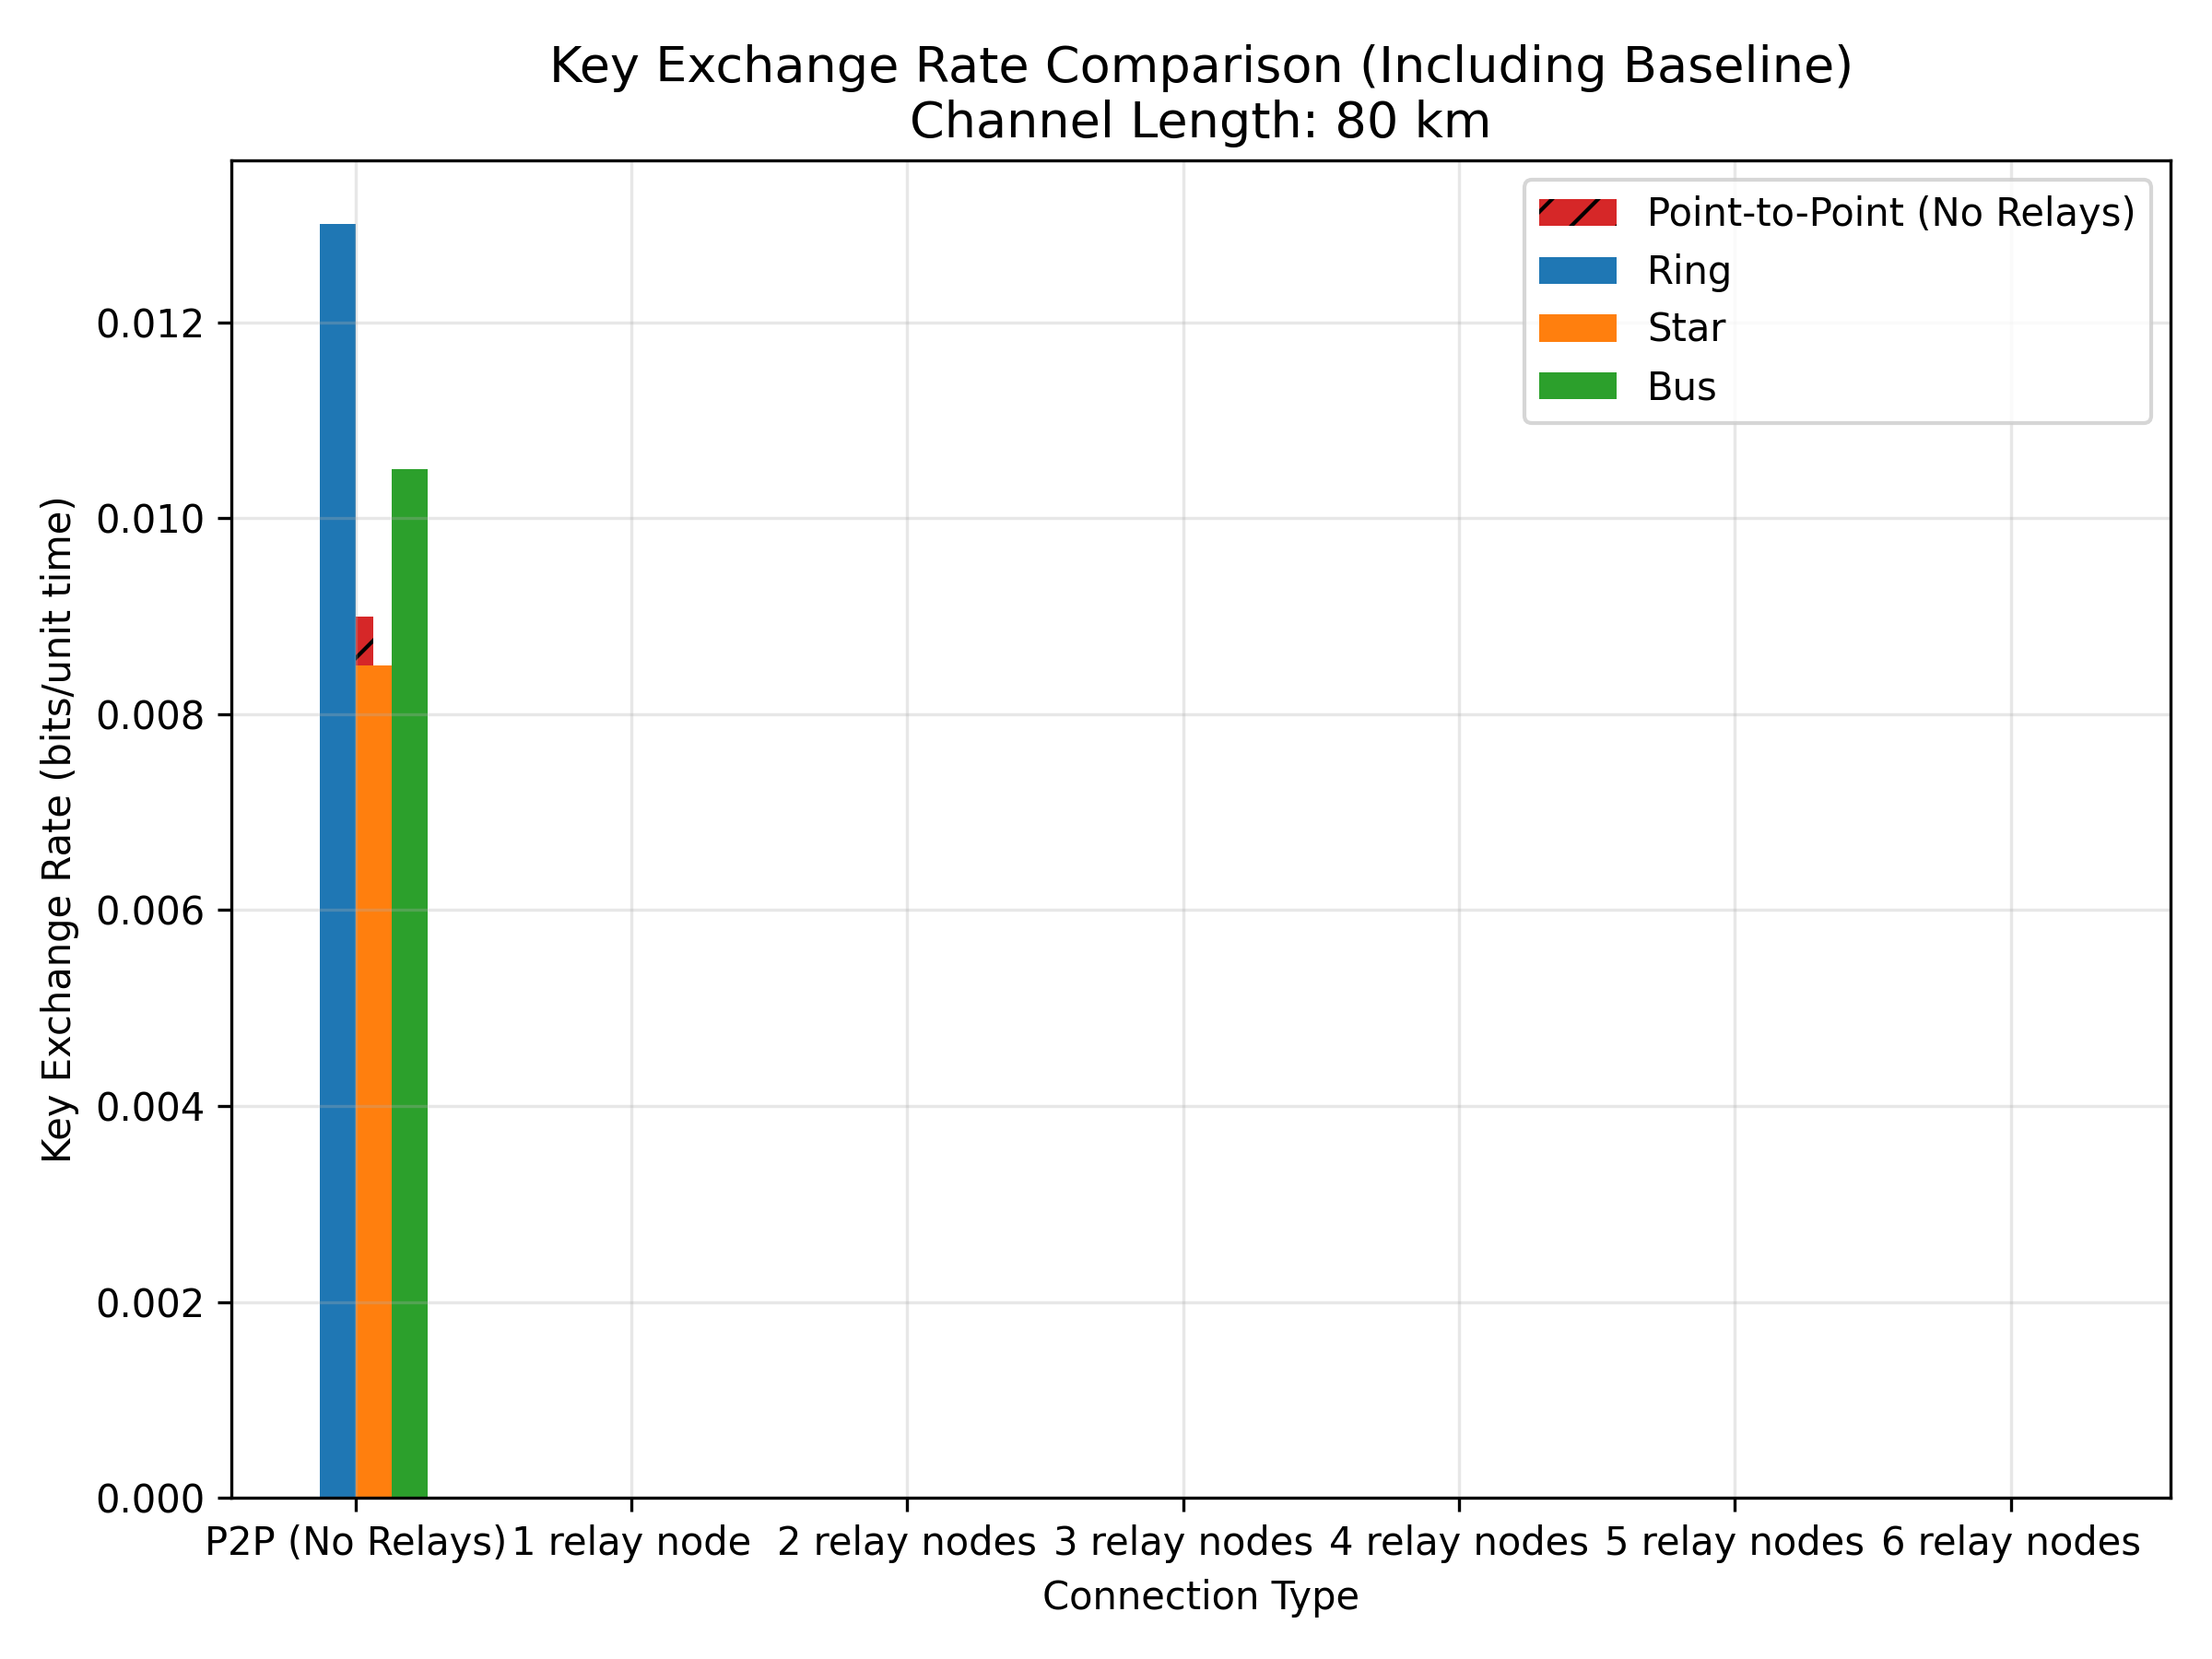 Key Exchange Rate Comparison (Including Baseline)
Channel Length: 80 km
Point-to-Point (No Relays)
Ring
Star
Bus
Key Exchange Rate (bits/unit time)
0.012
0.010
0.008
0.006
0.004
0.002
0.000
P2P (No Relays) 1 relay node 2 relay nodes 3 relay nodes 4 relay nodes 5 relay nodes 6 relay nodes
Connection Type